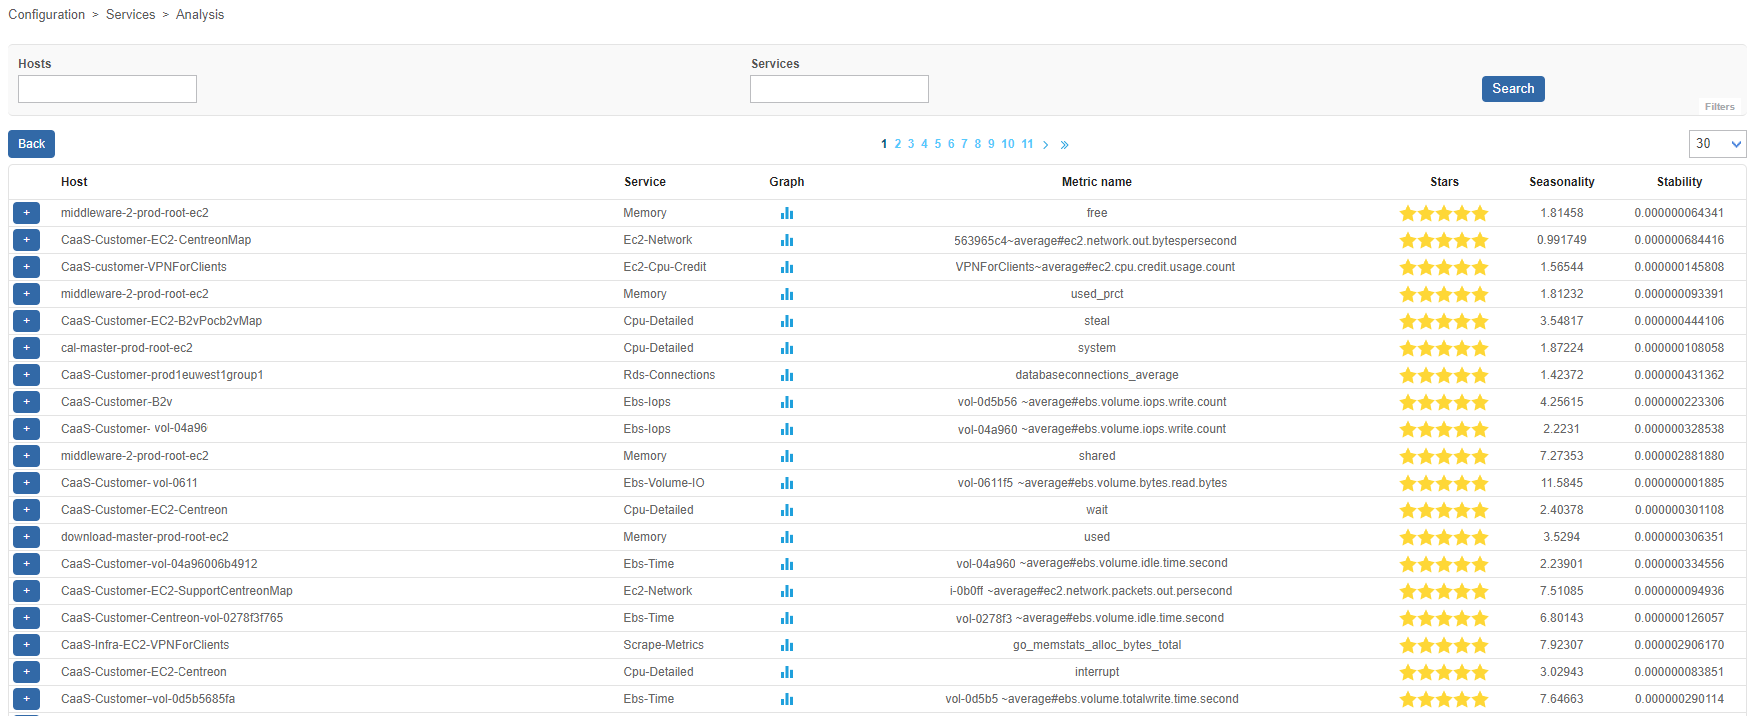 Configuration > Services > Analysis
Hosts Services
Search
Filters
Back 1 2 3 4 5 6 7 8 9 10 11 > » 30
Host Service Graph Metric name Stars Seasonality Stability
+ middleware-2-prod-root-ec2 Memory free 1.81458 0.000000064341
+ CaaS-Customer-EC2-CentreonMap Ec2-Network 563965c4~average#ec2.network.out.bytespersecond 0.991749 0.000000684416
+ CaaS-customer-VPNForClients Ec2-Cpu-Credit VPNForClients~average#ec2.cpu.credit.usage.count 1.56544 0.000000145808
+ middleware-2-prod-root-ec2 Memory used_prct 1.81232 0.000000093391
+ CaaS-Customer-EC2-B2vPocb2vMap Cpu-Detailed steal 3.54817 0.000000444106
+ cal-master-prod-root-ec2 Cpu-Detailed system 1.87224 0.000000108058
+ CaaS-Customer-prod1euwest1group1 Rds-Connections databaseconnections_average 1.42372 0.000000431362
+ CaaS-Customer-B2v Ebs-Iops vol-0d5b56 ~average#ebs.volume.iops.write.count 4.25615 0.000000223306
+ CaaS-Customer- vol-04a96 Ebs-Iops vol-04a960 ~average#ebs.volume.iops.write.count 2.2231 0.000000328538
+ middleware-2-prod-root-ec2 Memory shared 7.27353 0.000002881880
+ CaaS-Customer- vol-0611 Ebs-Volume-IO vol-0611f5 ~average#ebs.volume.bytes.read.bytes 11.5845 0.000000001885
+ CaaS-Customer-EC2-Centreon Cpu-Detailed wait 2.40378 0.000000301108
+ download-master-prod-root-ec2 Memory used 3.5294 0.000000306351
+ CaaS-Customer-vol-04a96006b4912 Ebs-Time vol-04a960 ~average#ebs.volume.idle.time.second 2.23901 0.000000334556
+ CaaS-Customer-EC2-SupportCentreonMap Ec2-Network i-0b0ff ~average#ec2.network.packets.out.persecond 7.51085 0.000000094936
+ CaaS-Customer-Centreon-vol-0278f3f765 Ebs-Time vol-0278f3 ~average#ebs.volume.idle.time.second 6.80143 0.000000126057
+ CaaS-Infra-EC2-VPNForClients Scrape-Metrics go_memstats_alloc_bytes_total 7.92307 0.000002906170
+ CaaS-Customer-EC2-Centreon Cpu-Detailed interrupt 3.02943 0.000000083851
+ CaaS-Customer-vol-0d5b5685fa Ebs-Time vol-0d5b5 ~average#ebs.volume.totalwrite.time.second 7.64663 0.000000290114